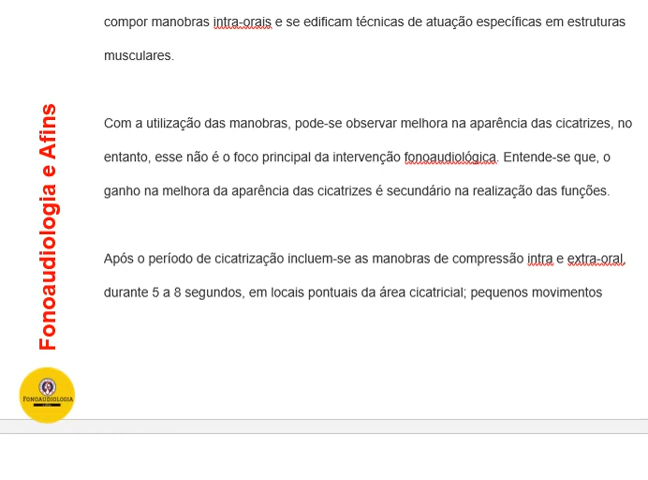 compor manobras intra-orais e se edificam técnicas de atuação específicas em estruturas
musculares.
Com a utilização das manobras, pode-se observar melhora na aparência das cicatrizes, no
entanto, esse não é o foco principal da intervenção fonoaudiológica. Entende-se que, o
ganho na melhora da aparência das cicatrizes é secundário na realização das funções.
Após o período de cicatrização incluem-se as manobras de compressão intra e extra-oral,
durante 5 a 8 segundos, em locais pontuais da área cicatricial; pequenos movimentos
Fonoaudiologia e Afins
FONOAUDIOLOGIA